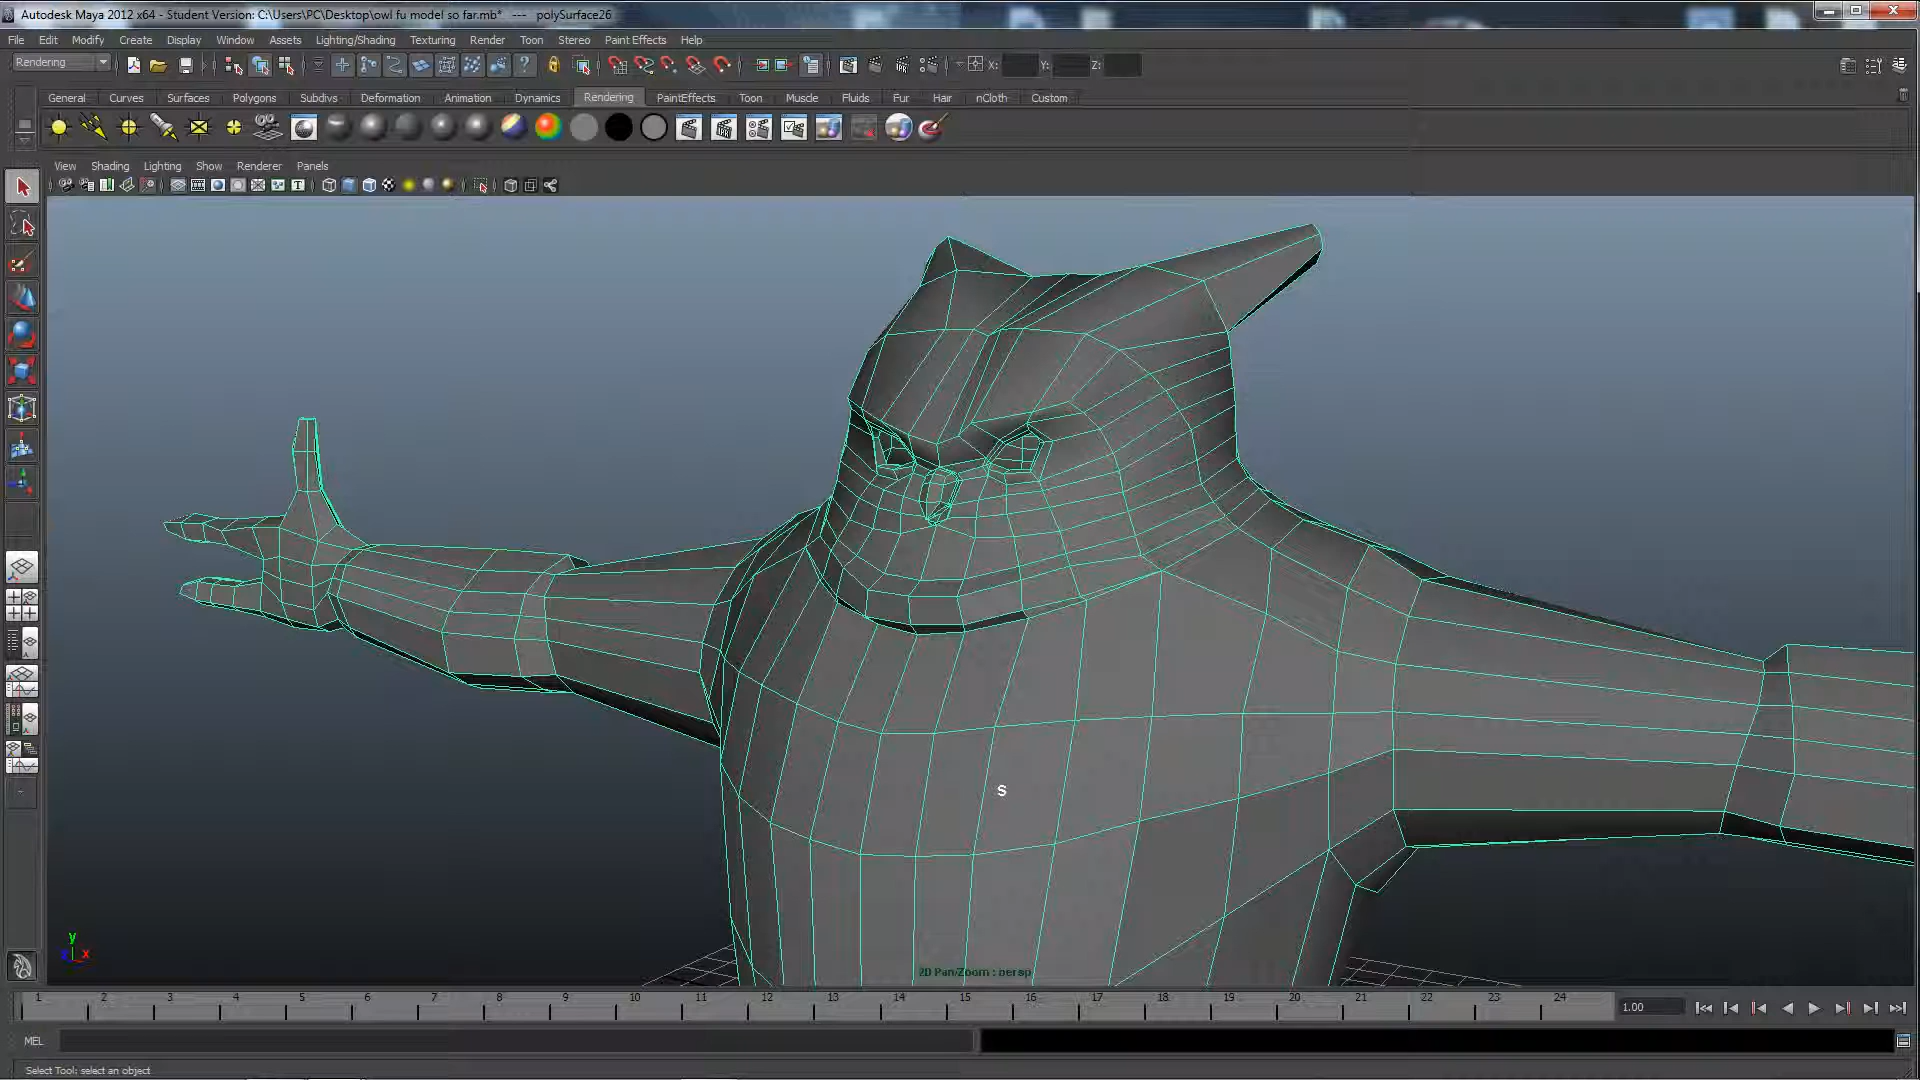 Autodesk Maya 2012 x64 - Student Version: C:\Users\PC\Desktop\owl fu model so far.mb*   ---   polySurface26
File Edit Modify Create Display Window Assets Lighting/Shading Texturing Render Toon Stereo Paint Effects Help
Rendering X: Y: Z:
General Curves Surfaces Polygons Subdivs Deformation Animation Dynamics Rendering PaintEffects Toon Muscle Fluids Fur Hair nCloth Custom
View Shading Lighting Show Renderer Panels
S
y
x
2D Pan/Zoom : persp
1 2 3 4 5 6 7 8 9 10 11 12 13 14 15 16 17 18 19 20 21 22 23 24
1.00
MEL
Select Tool: select an object